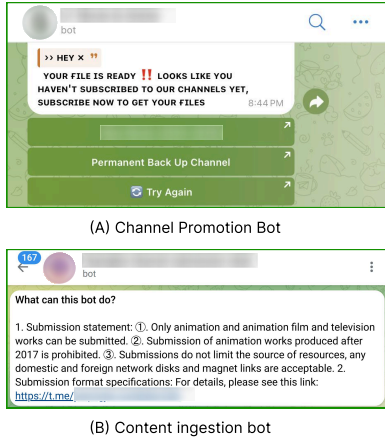 bot
>> HEY × ”
YOUR FILE IS READY ‼️ LOOKS LIKE YOU
HAVEN'T SUBSCRIBED TO OUR CHANNELS YET,
SUBSCRIBE NOW TO GET YOUR FILES
8:44 PM
Permanent Back Up Channel
Try Again
(A) Channel Promotion Bot
167
bot
What can this bot do?
1. Submission statement: ①. Only animation and animation film and television
works can be submitted. ②. Submission of animation works produced after
2017 is prohibited. ③. Submissions do not limit the source of resources, any
domestic and foreign network disks and magnet links are acceptable. 2.
Submission format specifications: For details, please see this link:
https://t.me/
(B) Content ingestion bot